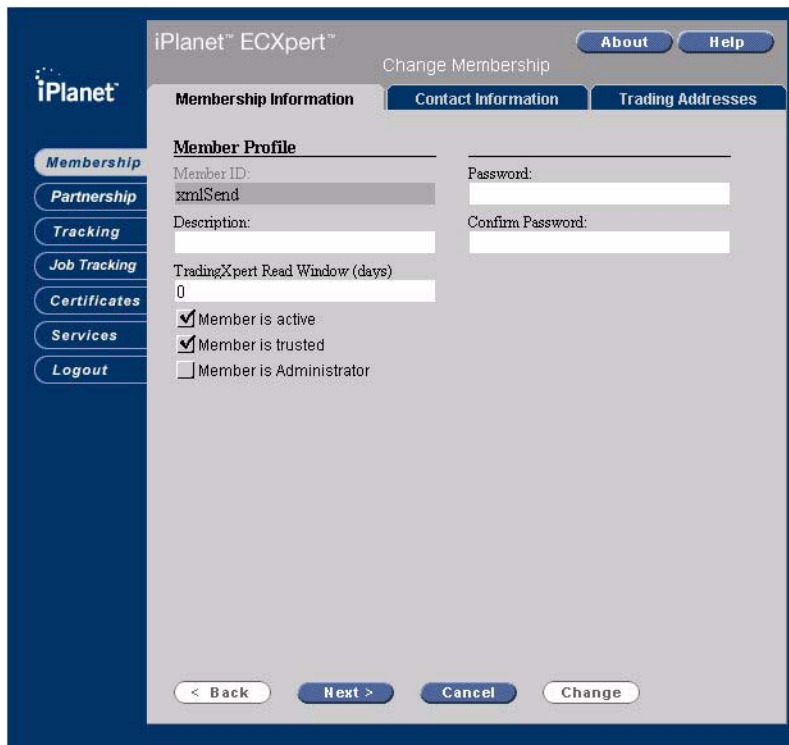 iPlanet™ ECXpert™
About
Help
Change Membership
iPlanet™
Membership Information
Contact Information
Trading Addresses
Membership
Partnership
Tracking
Job Tracking
Certificates
Services
Logout
Member Profile
Member ID:
xmlSend
Password:
Description:
Confirm Password:
TradingXpert Read Window (days)
0
Member is active
Member is trusted
Member is Administrator
< Back
Next >
Cancel
Change